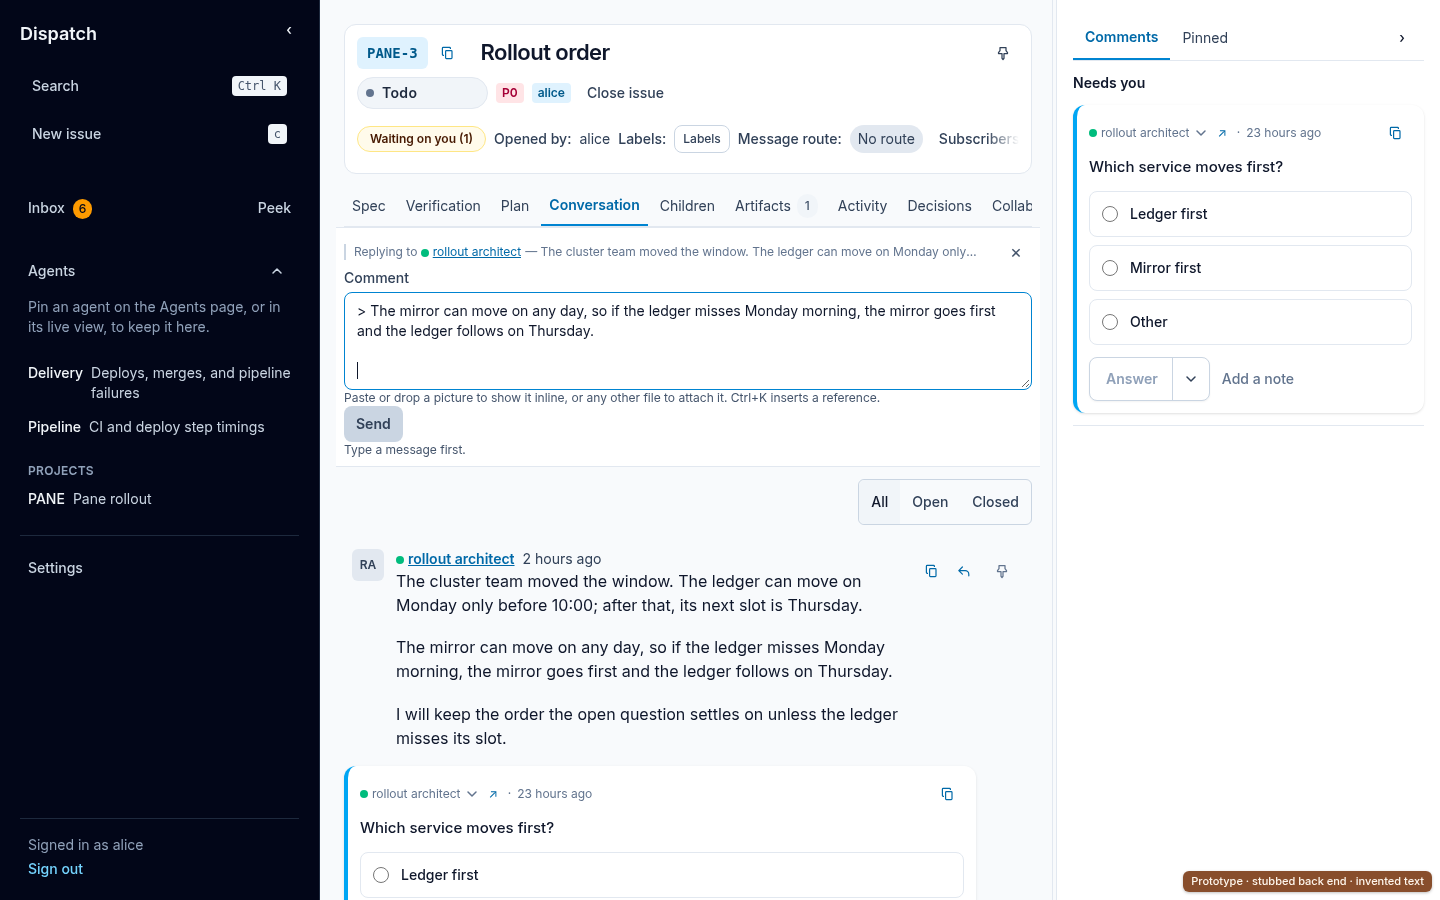 Dispatch
Search
Ctrl K
New issue
c
Inbox 6
Peek
Agents
Pin an agent on the Agents page, or in
its live view, to keep it here.
Delivery Deploys, merges, and pipeline
failures
Pipeline CI and deploy step timings
PROJECTS
PANE Pane rollout
Settings
Signed in as alice
Sign out
PANE-3
Rollout order
Todo
P0
alice
Close issue
Waiting on you (1)
Opened by: alice
Labels: Labels
Message route: No route
Subscribers
Spec
Verification
Plan
Conversation
Children
Artifacts 1
Activity
Decisions
Collab
Replying to rollout architect — The cluster team moved the window. The ledger can move on Monday only…
Comment
> The mirror can move on any day, so if the ledger misses Monday morning, the mirror goes first
and the ledger follows on Thursday.
Paste or drop a picture to show it inline, or any other file to attach it. Ctrl+K inserts a reference.
Send
Type a message first.
All
Open
Closed
RA
rollout architect 2 hours ago
The cluster team moved the window. The ledger can move on
Monday only before 10:00; after that, its next slot is Thursday.
The mirror can move on any day, so if the ledger misses Monday
morning, the mirror goes first and the ledger follows on Thursday.
I will keep the order the open question settles on unless the ledger
misses its slot.
rollout architect · 23 hours ago
Which service moves first?
Ledger first
Comments
Pinned
Needs you
rollout architect · 23 hours ago
Which service moves first?
Ledger first
Mirror first
Other
Answer
Add a note
Prototype · stubbed back end · invented text